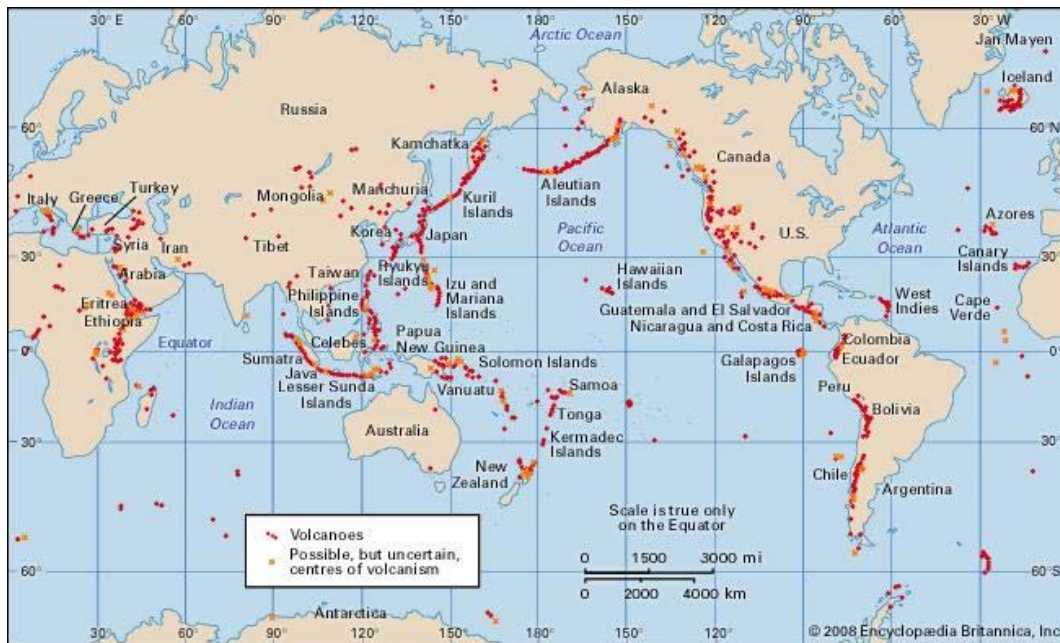 30° E
60°
90°
120°
150°
180°
150°
120°
90°
60°
30° W
Arctic Ocean
Jan Mayen
Iceland
Alaska
Russia
60°
60°N
Kamchatka
Canada
Aleutian
Islands
Italy
Greece
Turkey
Mongolia
Manchuria
Kuril
Islands
Azores
Syria
Iran
Tibet
Korea
Japan
Pacific
Ocean
U.S.
Atlantic
Ocean
30°
30°
Canary
Islands
Arabia
Taiwan
Ryukyu
Islands
Izu and
Mariana
Islands
Hawaiian
Islands
Eritrea
Ethiopia
Philippine
Islands
Guatemala and El Salvador
Nicaragua and Costa Rica
West
Indies
Cape
Verde
Equator
0°
0°
Celebes
Papua
New Guinea
Solomon Islands
Colombia
Ecuador
Galapagos
Islands
Sumatra
Java
Lesser Sunda
Islands
Vanuatu
Samoa
Peru
Bolivia
Indian
Ocean
Tonga
Australia
Kermadec
Islands
30°
30°
New
Zealand
Chile
Argentina
Volcanoes
Possible, but uncertain,
centres of volcanism
Scale is true only
on the Equator
0 1500 3000 mi
0 2000 4000 km
60°
60°S
Antarctica
30°
60°
90°
120°
150°
180°
150°
120°
90°
© 2008 Encyclopædia Britannica, Inc.